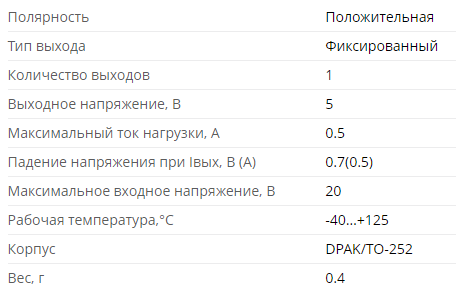 Полярность Положительная
Тип выхода Фиксированный
Количество выходов 1
Выходное напряжение, В 5
Максимальный ток нагрузки, А 0.5
Падение напряжения при Iвых, В (А) 0.7(0.5)
Максимальное входное напряжение, В 20
Рабочая температура,°C -40...+125
Корпус DPAK/TO-252
Вес, г 0.4